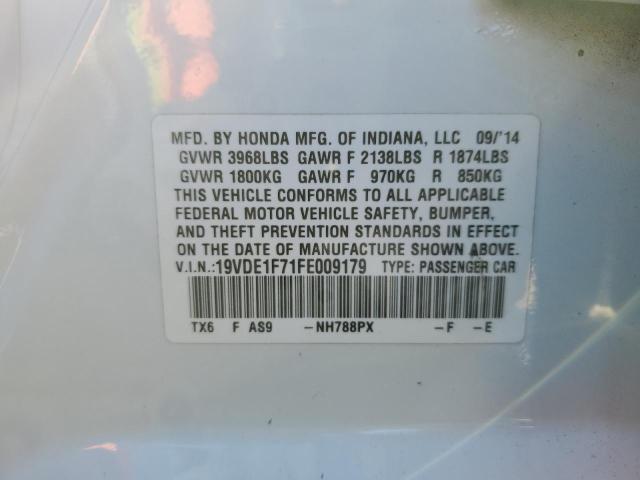 MFD. BY HONDA MFG. OF INDIANA, LLC 09/'14
GVWR 3968LBS GAWR F 2138LBS R 1874LBS
GVWR 1800KG GAWR F 970KG R 850KG
THIS VEHICLE CONFORMS TO ALL APPLICABLE
FEDERAL MOTOR VEHICLE SAFETY, BUMPER,
AND THEFT PREVENTION STANDARDS IN EFFECT
ON THE DATE OF MANUFACTURE SHOWN ABOVE.
V.I.N.:19VDE1F71FE009179 TYPE: PASSENGER CAR
TX6 F AS9 -NH788PX -F -E